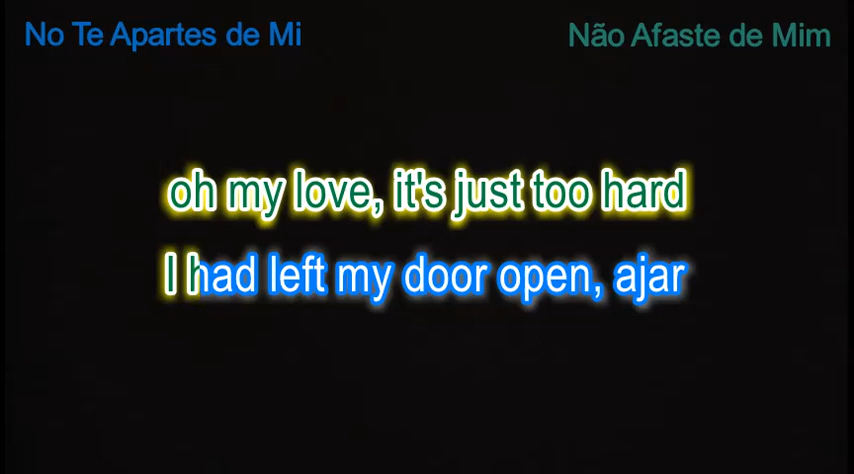 No Te Apartes de Mi
Não Afaste de Mim
oh my love, it's just too hard
I had left my door open, ajar